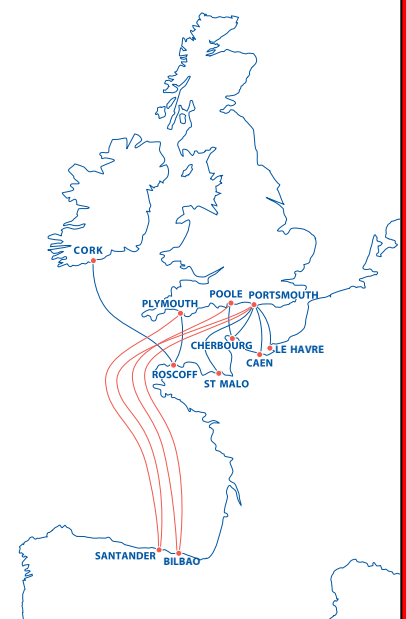 CORK
POOLE
PORTSMOUTH
PLYMOUTH
CHERBOURG
LE HAVRE
CAEN
ROSCOFF
ST MALO
SANTANDER
BILBAO